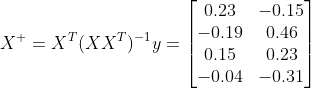 X⁺ = Xᵀ(XXᵀ)⁻¹y = [ 0.23 −0.15
−0.19 0.46
0.15 0.23
−0.04 −0.31 ]